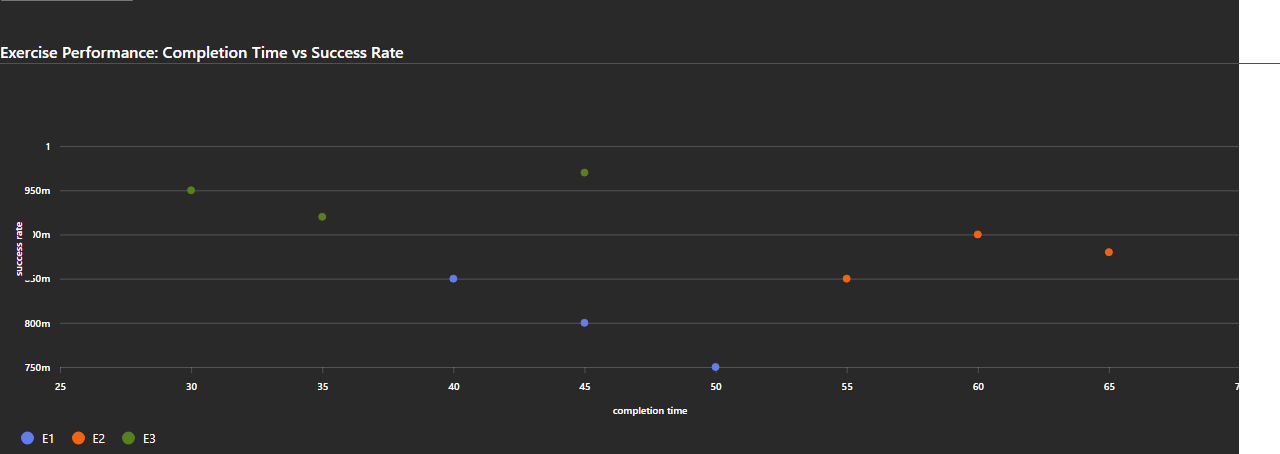 Exercise Performance: Completion Time vs Success Rate
1
950m
success rate
800m
750m
25 30 35 40 45 50 55 60 65
completion time
E1 E2 E3